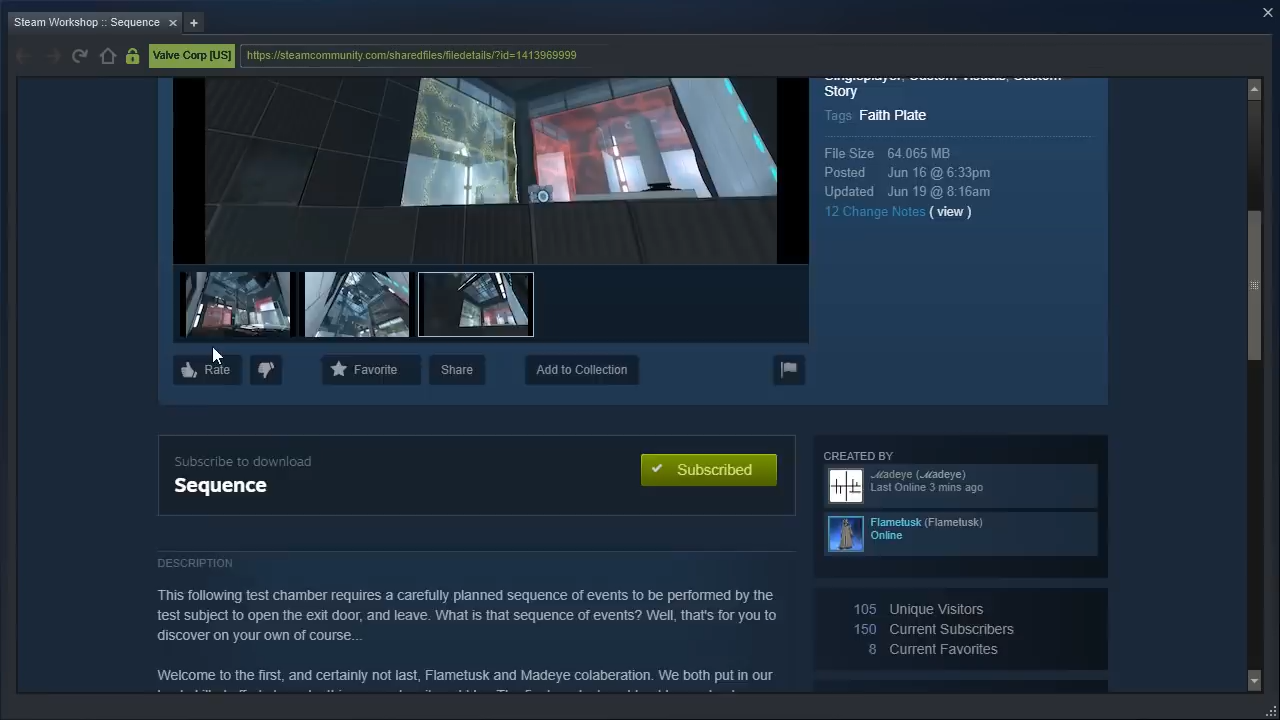 Steam Workshop :: Sequence
Valve Corp [US]
https://steamcommunity.com/sharedfiles/filedetails/?id=1413969999
Singleplayer, Custom Visuals, Custom
Story
Tags Faith Plate
File Size 64.065 MB
Posted Jun 16 @ 6:33pm
Updated Jun 19 @ 8:16am
12 Change Notes ( view )
Rate
Favorite
Share
Add to Collection
Subscribe to download
Sequence
Subscribed
CREATED BY
Madeye (Madeye)
Last Online 3 mins ago
Flametusk (Flametusk)
Online
DESCRIPTION
This following test chamber requires a carefully planned sequence of events to be performed by the
test subject to open the exit door, and leave. What is that sequence of events? Well, that's for you to
discover on your own of course...
Welcome to the first, and certainly not last, Flametusk and Madeye colaberation. We both put in our
105 Unique Visitors
150 Current Subscribers
8 Current Favorites